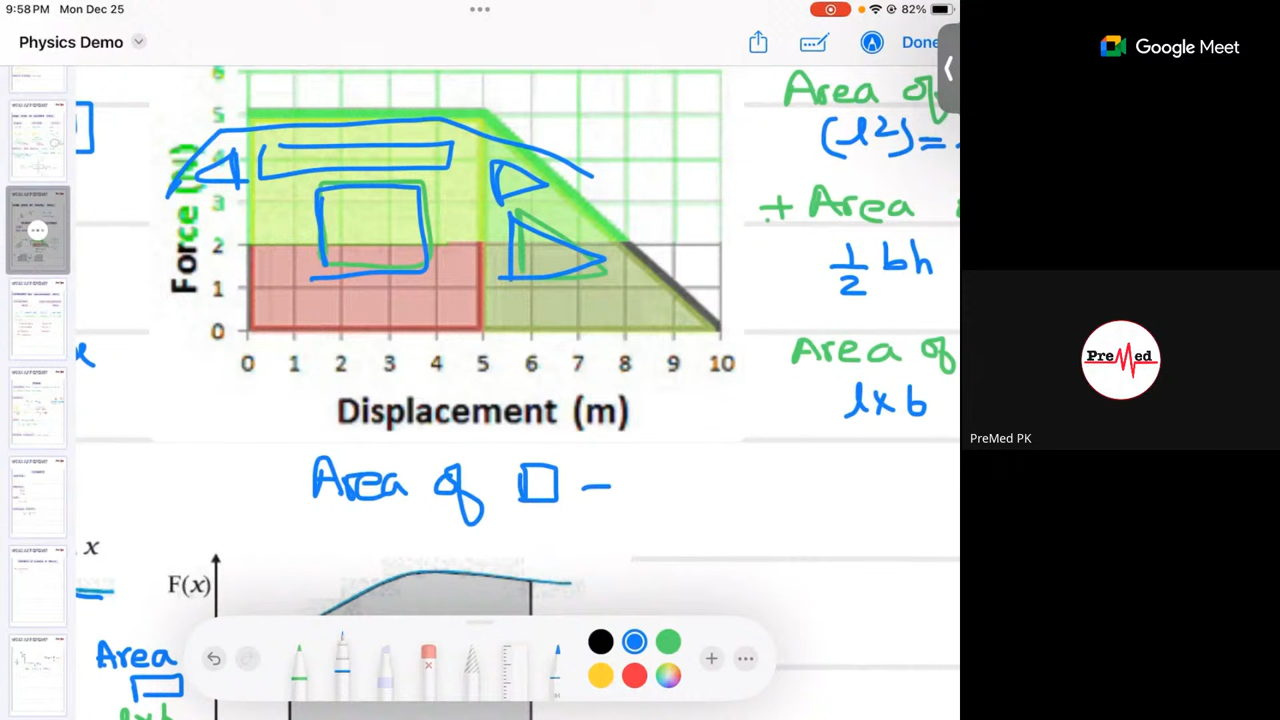 9:58 PM Mon Dec 25
82%
Physics Demo
Done
Google Meet
Area of
(l²) =
+ Area
1/2 bh
Area of
l x b
Force (N)
6
5
4
3
2
1
0
0 1 2 3 4 5 6 7 8 9 10
Displacement (m)
Area of □ –
x
F(x)
Area
l x b
PreMed
PreMed PK